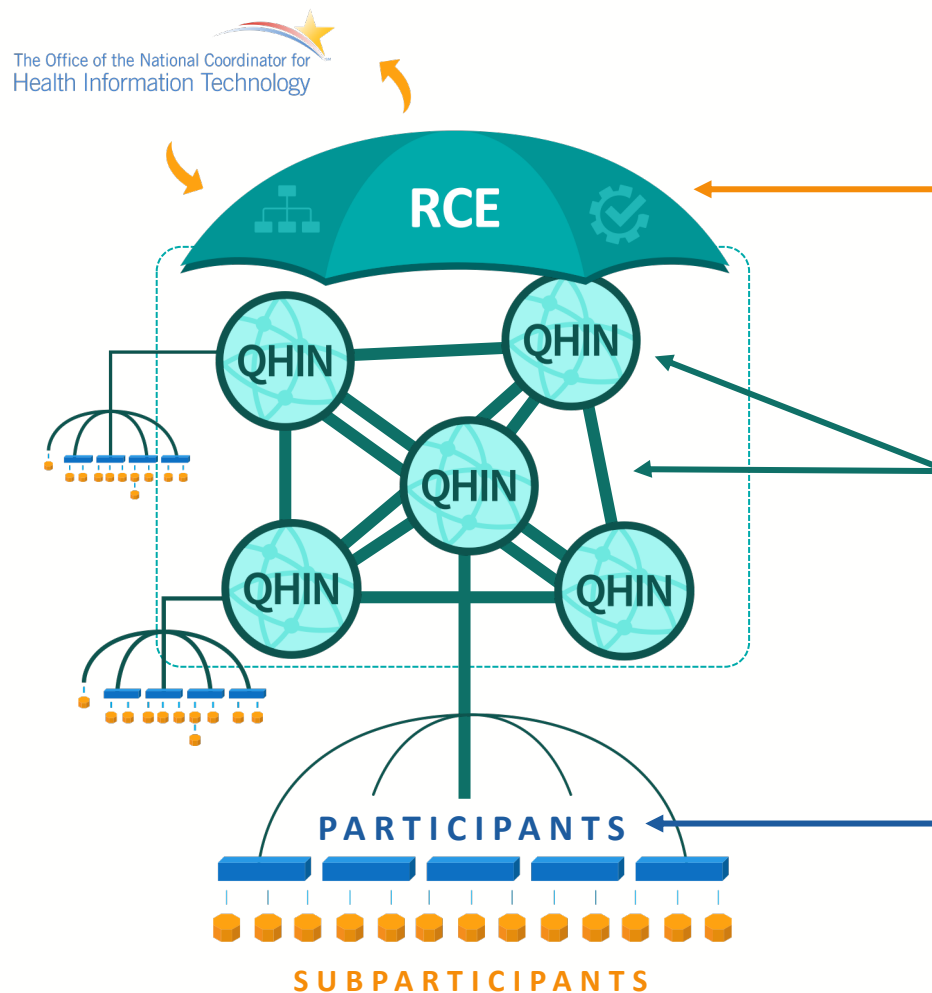 The Office of the National Coordinator for
Health Information Technology
RCE
QHIN
QHIN
QHIN
QHIN
QHIN
PARTICIPANTS
SUBPARTICIPANTS